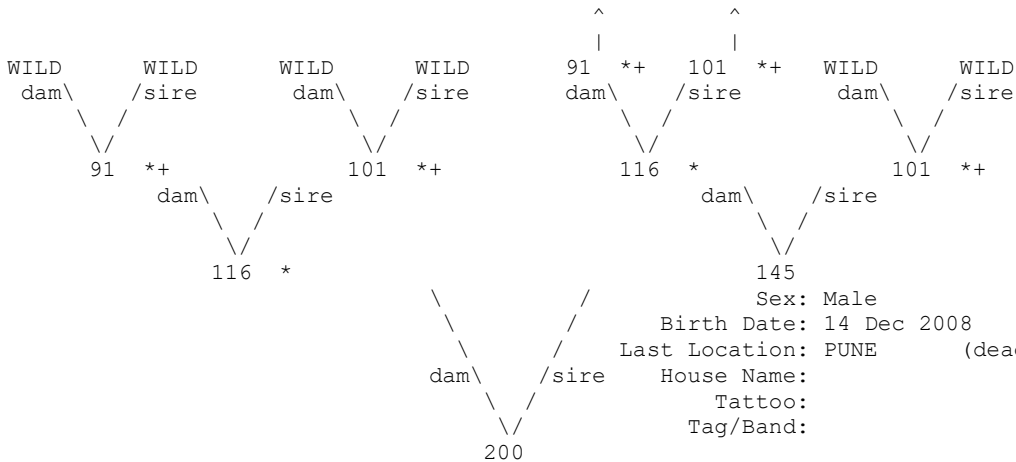 ^ ^
| |
WILD WILD WILD WILD 91 *+ 101 *+ WILD WILD
dam\ /sire dam\ /sire dam\ /sire dam\ /sire
\ / \ / \ / \ /
\/ \/ \/ \/
91 *+ 101 *+ 116 * 101 *+
dam\ /sire dam\ /sire
\ / \ /
\/ \/
116 * 145
\ / Sex: Male
\ / Birth Date: 14 Dec 2008
\ / Last Location: PUNE (dea
dam\ /sire House Name:
\ / Tattoo:
\/ Tag/Band:
200